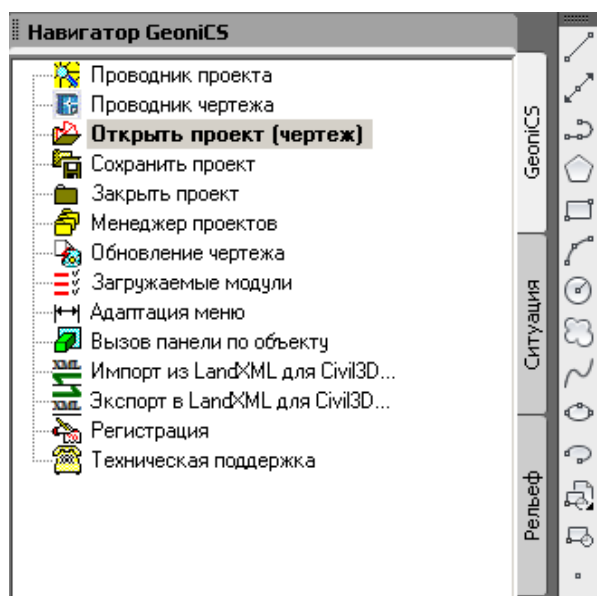 Навигатор GeoniCS
Проводник проекта
Проводник чертежа
Открыть проект (чертеж)
Сохранить проект
Закрыть проект
Менеджер проектов
Обновление чертежа
Загружаемые модули
Адаптация меню
Вызов панели по объекту
Импорт из LandXML для Civil3D...
Экспорт в LandXML для Civil3D...
Регистрация
Техническая поддержка
GeoniCS
Ситуация
Рельеф